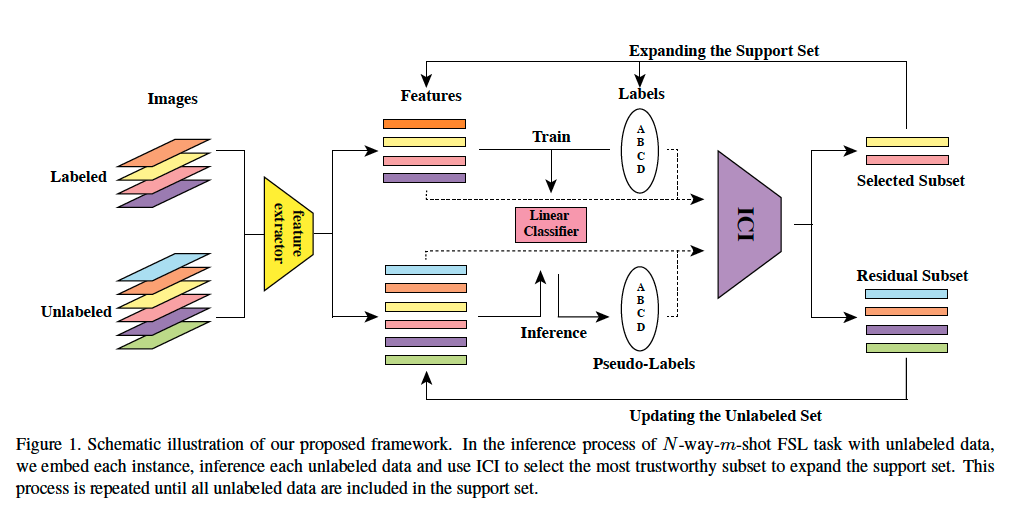 Expanding the Support Set
Images
Features
Labels
Labeled
Train
A
B
C
D
Selected Subset
feature
extractor
Linear
Classifier
ICI
Unlabeled
Residual Subset
A
B
C
D
Inference
Pseudo-Labels
Updating the Unlabeled Set
Figure 1. Schematic illustration of our proposed framework. In the inference process of N-way-m-shot FSL task with unlabeled data,
we embed each instance, inference each unlabeled data and use ICI to select the most trustworthy subset to expand the support set. This
process is repeated until all unlabeled data are included in the support set.